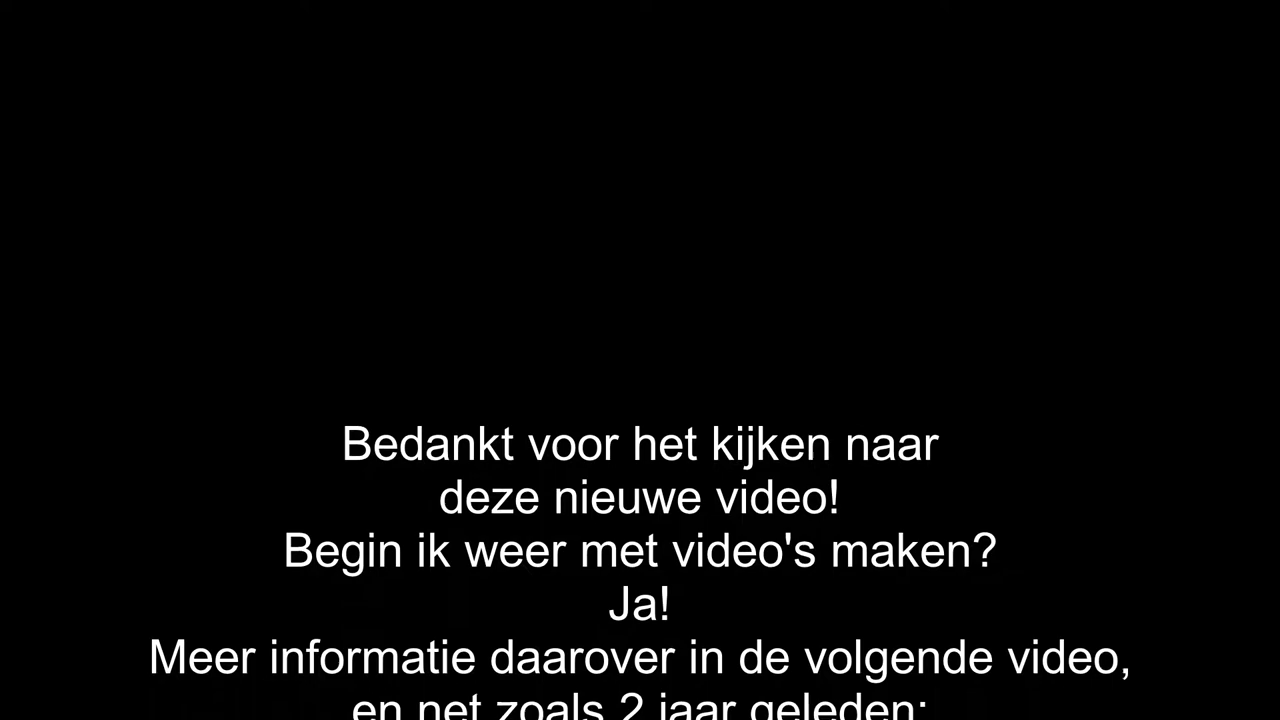 Bedankt voor het kijken naar
deze nieuwe video!
Begin ik weer met video's maken?
Ja!
Meer informatie daarover in de volgende video,
en net zoals 2 jaar geleden: